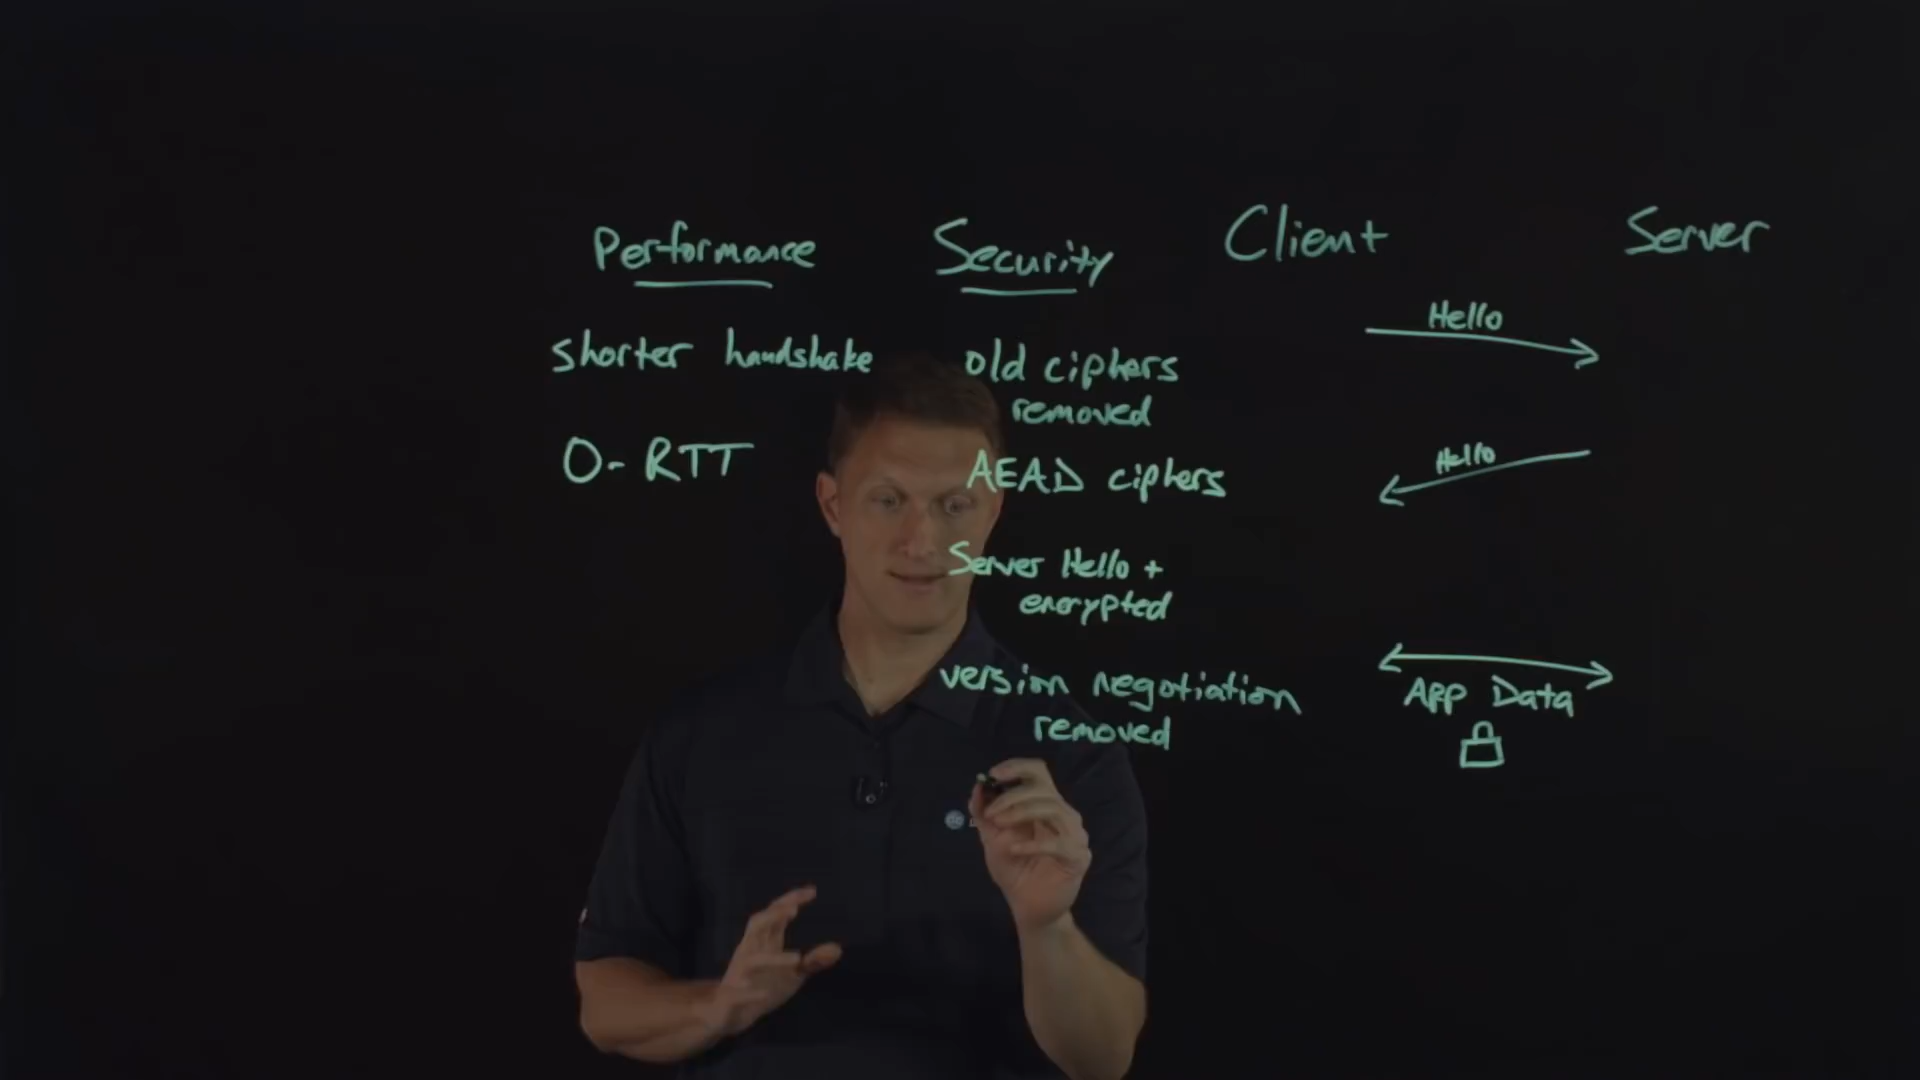 Performance
shorter handshake
O-RTT
Security
old ciphers
removed
AEAD ciphers
Server Hello +
encrypted
version negotiation
removed
Client
Server
Hello
Hello
App Data